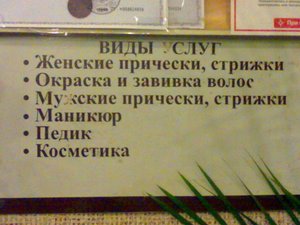 ВИДЫ УСЛУГ
• Женские прически, стрижки
• Окраска и завивка волос
• Мужские прически, стрижки
• Маникюр
• Педик
• Косметика